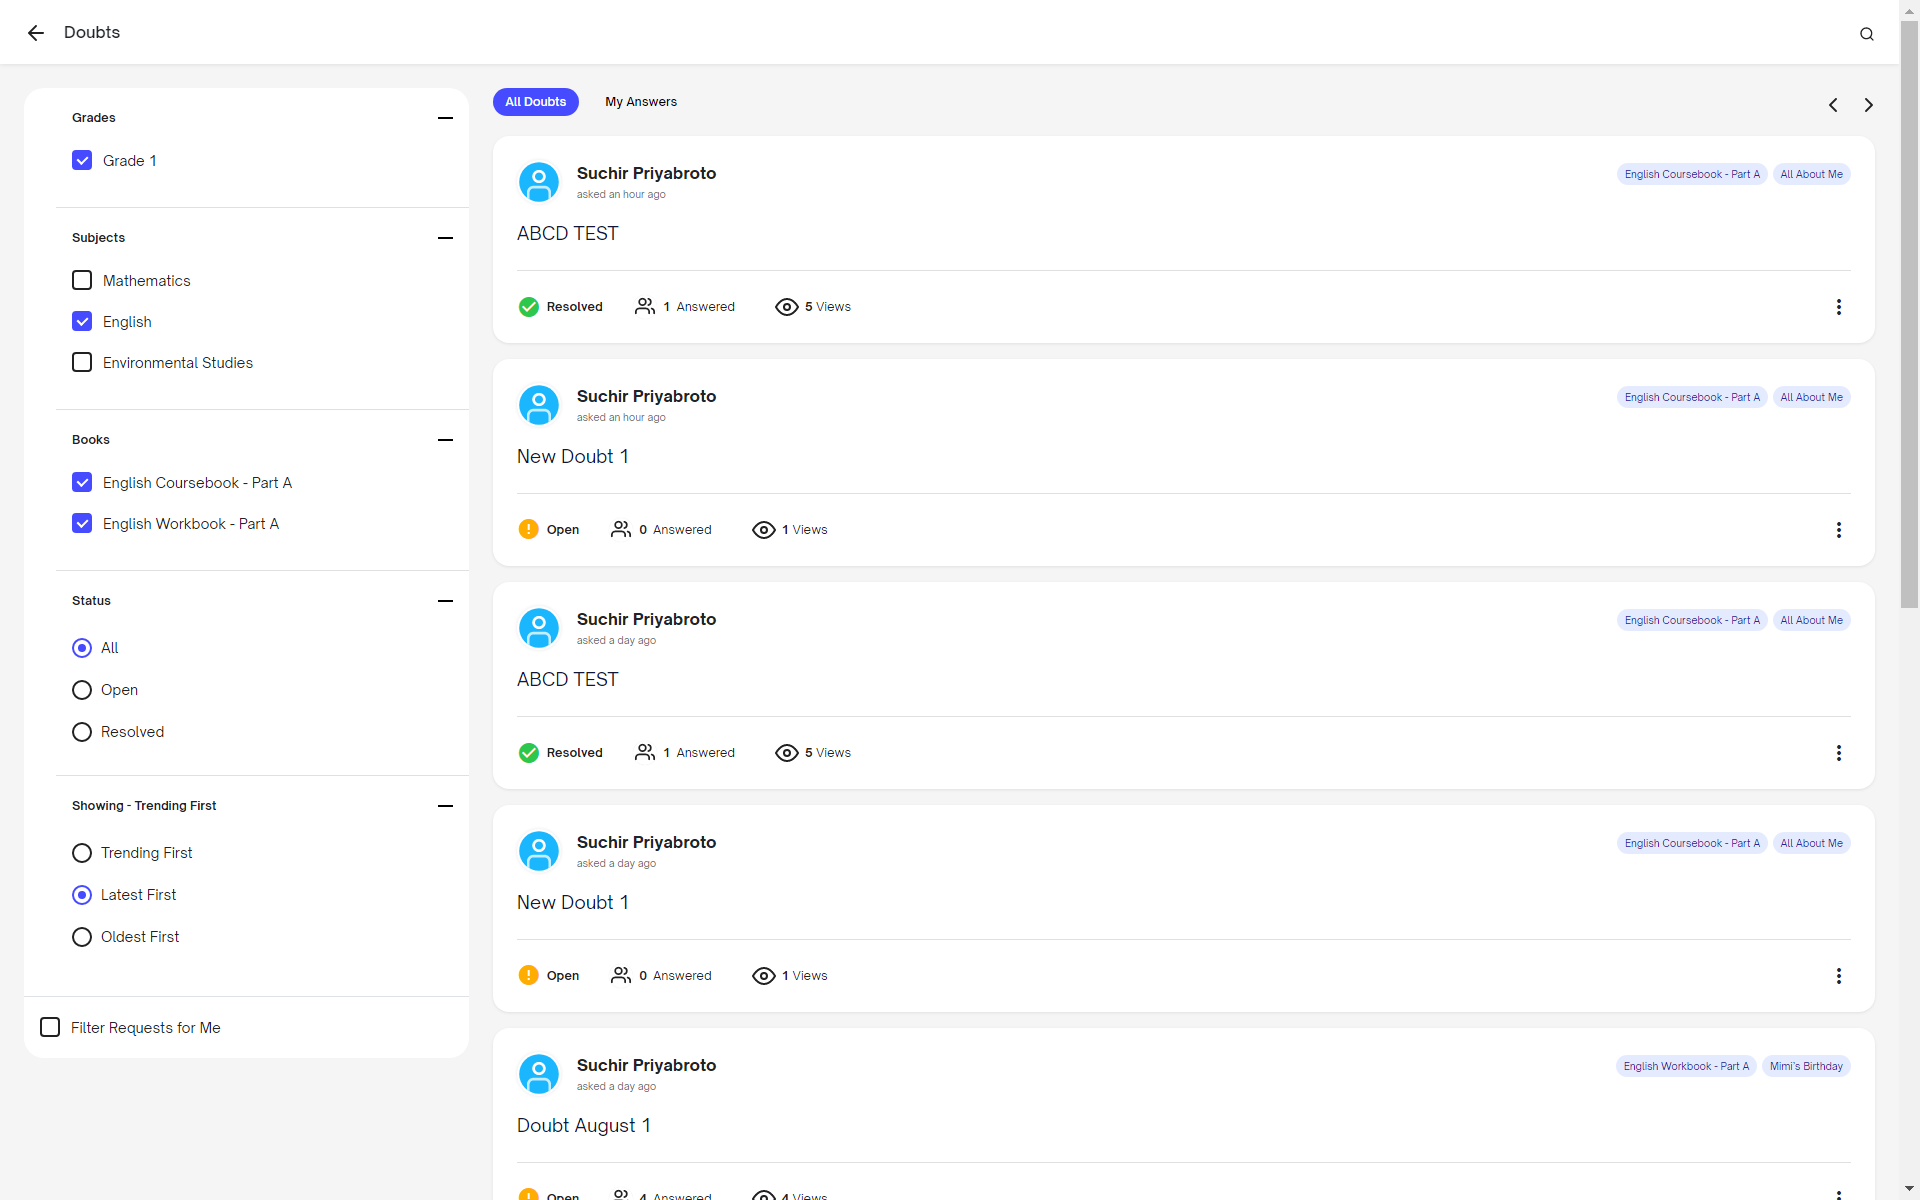 Doubts
Grades
Grade 1
Subjects
Mathematics
English
Environmental Studies
Books
English Coursebook - Part A
English Workbook - Part A
Status
All
Open
Resolved
Showing - Trending First
Trending First
Latest First
Oldest First
Filter Requests for Me
All Doubts My Answers
Suchir Priyabroto English Coursebook - Part A All About Me
asked an hour ago
ABCD TEST
Resolved 1 Answered 5 Views
Suchir Priyabroto English Coursebook - Part A All About Me
asked an hour ago
New Doubt 1
Open 0 Answered 1 Views
Suchir Priyabroto English Coursebook - Part A All About Me
asked a day ago
ABCD TEST
Resolved 1 Answered 5 Views
Suchir Priyabroto English Coursebook - Part A All About Me
asked a day ago
New Doubt 1
Open 0 Answered 1 Views
Suchir Priyabroto English Workbook - Part A Mimi's Birthday
asked a day ago
Doubt August 1
Open 4 Answered 4 Views